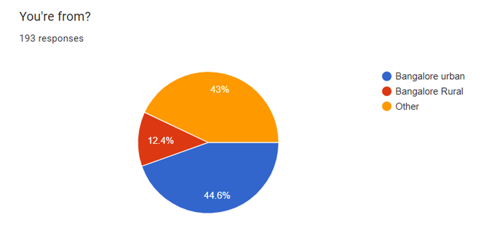 You're from?
193 responses
Bangalore urban
Bangalore Rural
Other
43%
12.4%
44.6%